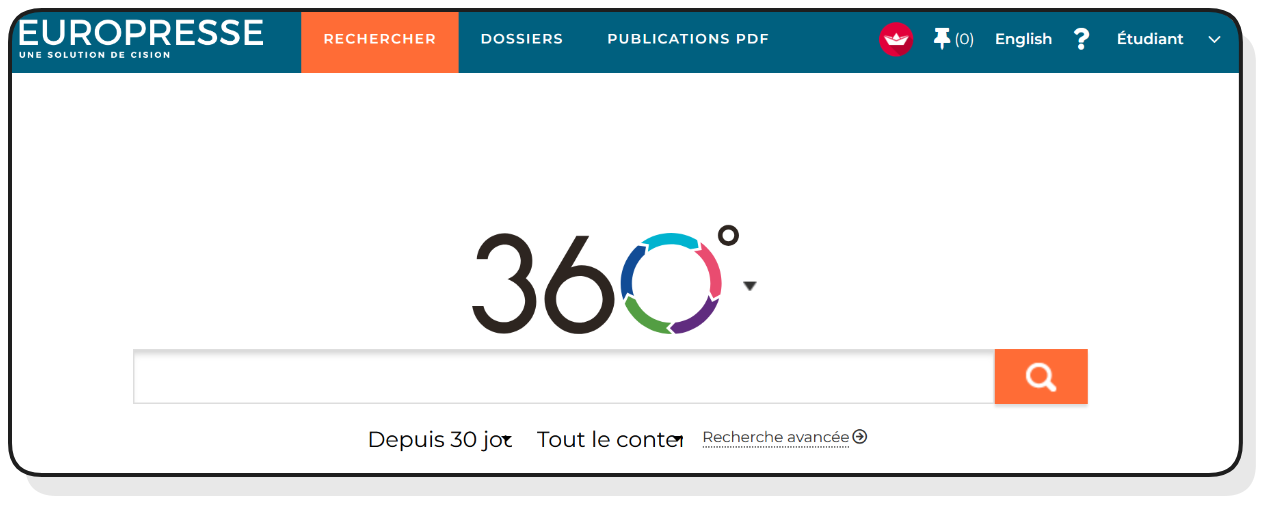 EUROPRESSE
UNE SOLUTION DE CISION
RECHERCHER DOSSIERS PUBLICATIONS PDF (0) English ? Étudiant
360°
Depuis 30 jo Tout le conte Recherche avancée